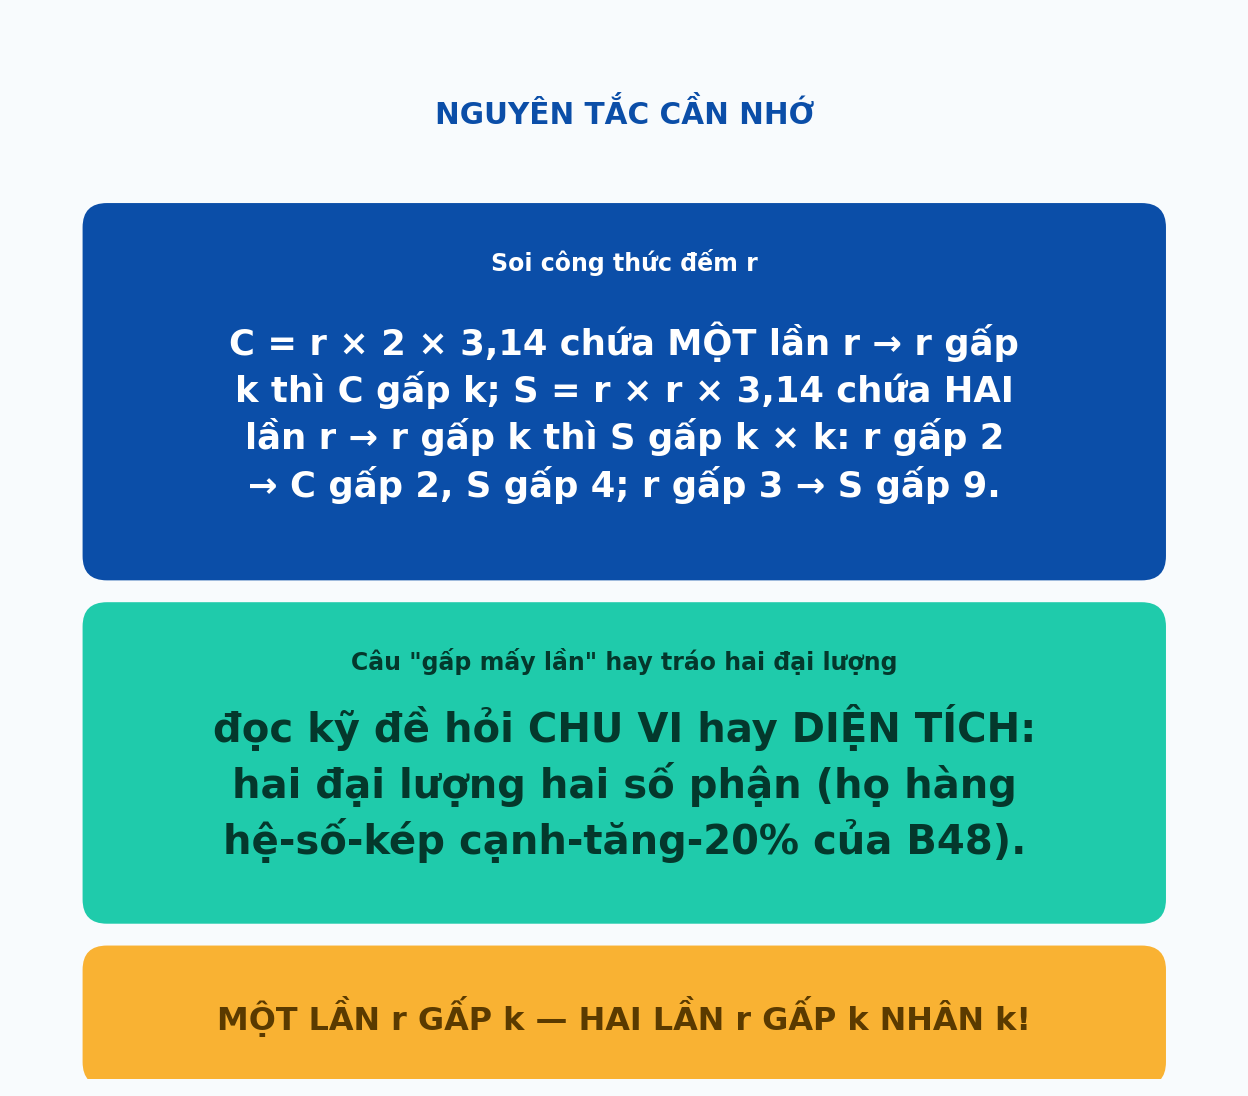 NGUYÊN TẮC CẦN NHỚ
Soi công thức đếm r
C = r × 2 × 3,14 chứa MỘT lần r → r gấp
k thì C gấp k; S = r × r × 3,14 chứa HAI
lần r → r gấp k thì S gấp k × k: r gấp 2
→ C gấp 2, S gấp 4; r gấp 3 → S gấp 9.
Câu "gấp mấy lần" hay tráo hai đại lượng
đọc kỹ đề hỏi CHU VI hay DIỆN TÍCH:
hai đại lượng hai số phận (họ hàng
hệ-số-kép cạnh-tăng-20% của B48).
MỘT LẦN r GẤP k — HAI LẦN r GẤP k NHÂN k!